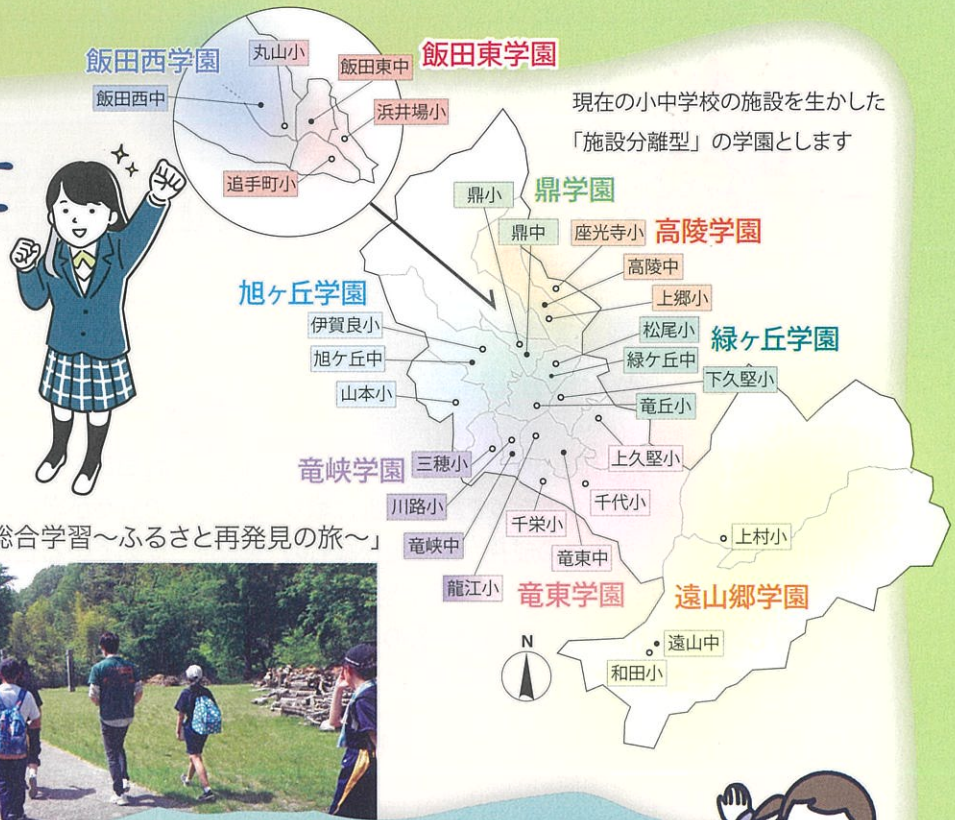 飯田西学園
丸山小
飯田東学園
飯田東中
飯田西中
浜井場小
追手町小
現在の小中学校の施設を生かした
「施設分離型」の学園とします
鼎小
鼎学園
鼎中
座光寺小
高陵学園
高陵中
上郷小
旭ヶ丘学園
伊賀良小
旭ケ丘中
山本小
松尾小
緑ヶ丘学園
緑ケ丘中
下久堅小
竜丘小
竜峡学園
三穂小
上久堅小
川路小
千代小
千栄小
竜峡中
竜東中
龍江小
竜東学園
遠山郷学園
上村小
遠山中
和田小
N
総合学習～ふるさと再発見の旅～」